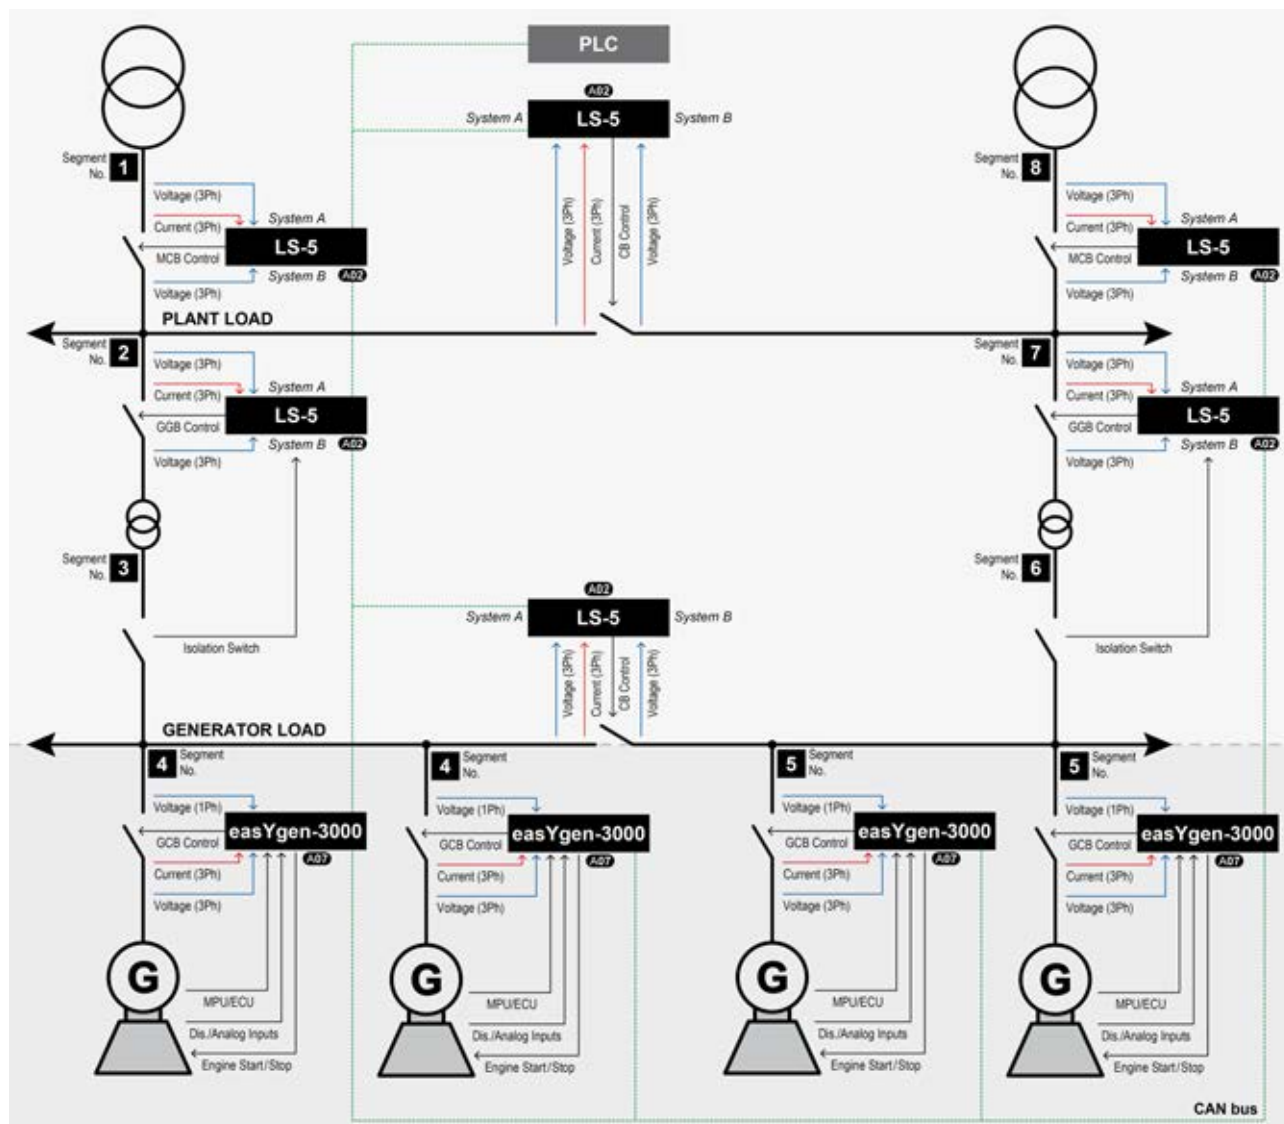 PLC
A02
System A
LS-5
System B
Voltage (3Ph)
Current (3Ph)
CB Control
Voltage (3Ph)
Segment
No.
1
Voltage (3Ph)
Current (3Ph)
System A
LS-5
MCB Control
System B
A02
Voltage (3Ph)
Segment
No.
8
Voltage (3Ph)
Current (3Ph)
System A
LS-5
MCB Control
System B
A02
Voltage (3Ph)
PLANT LOAD
Segment
No.
2
Voltage (3Ph)
Current (3Ph)
System A
LS-5
GGB Control
System B
A02
Voltage (3Ph)
Segment
No.
7
Voltage (3Ph)
Current (3Ph)
System A
LS-5
GGB Control
System B
A02
Voltage (3Ph)
Segment
No.
3
Isolation Switch
Segment
No.
6
Isolation Switch
A02
System A
LS-5
System B
Voltage (3Ph)
Current (3Ph)
CB Control
Voltage (3Ph)
GENERATOR LOAD
4
Segment
No.
Voltage (1Ph)
easYgen-3000
GCB Control
A07
Current (3Ph)
Voltage (3Ph)
G
MPU/ECU
Dis./Analog Inputs
Engine Start/Stop
4
Segment
No.
Voltage (1Ph)
easYgen-3000
GCB Control
A07
Current (3Ph)
Voltage (3Ph)
G
MPU/ECU
Dis./Analog Inputs
Engine Start/Stop
5
Segment
No.
Voltage (1Ph)
easYgen-3000
GCB Control
A07
Current (3Ph)
Voltage (3Ph)
G
MPU/ECU
Dis./Analog Inputs
Engine Start/Stop
5
Segment
No.
Voltage (1Ph)
easYgen-3000
GCB Control
A07
Current (3Ph)
Voltage (3Ph)
G
MPU/ECU
Dis./Analog Inputs
Engine Start/Stop
CAN bus